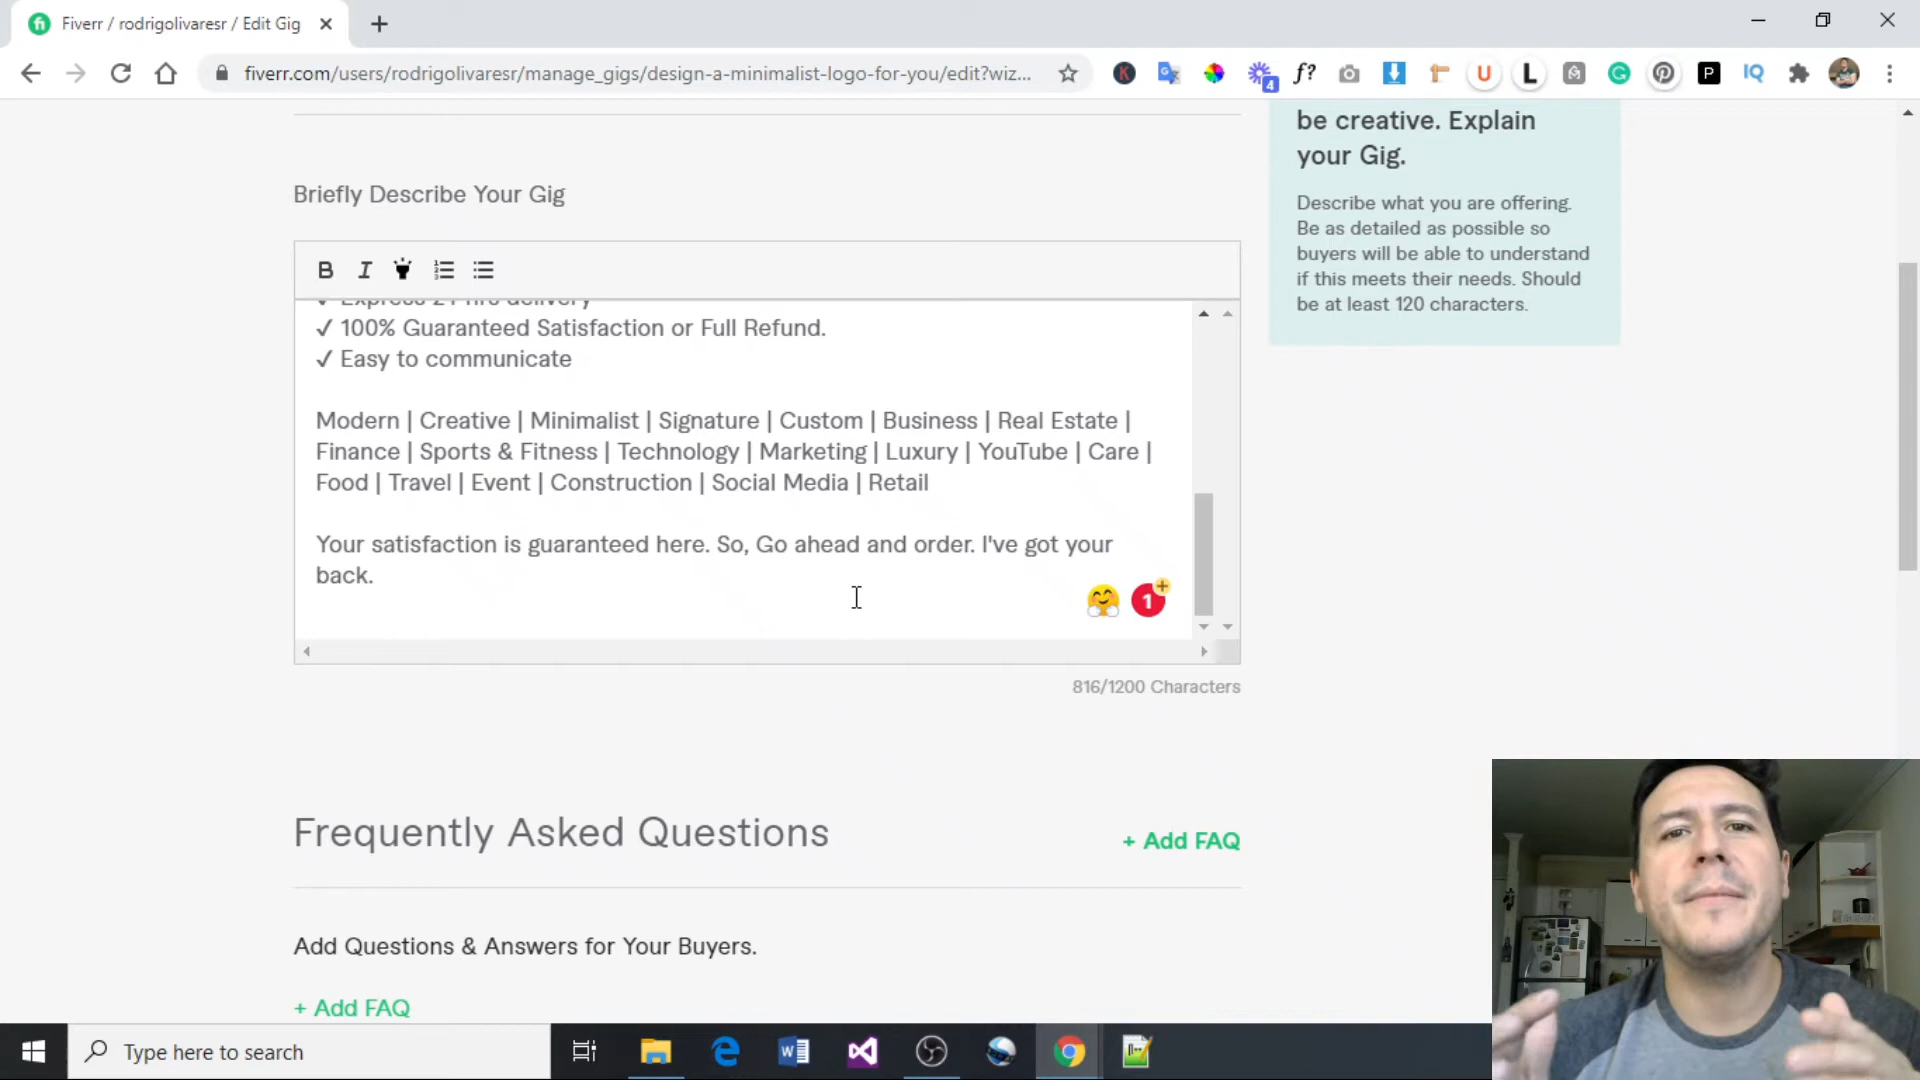 Fiverr / rodrigolivaresr / Edit Gig
fiverr.com/users/rodrigolivaresr/manage_gigs/design-a-minimalist-logo-for-you/edit?wiz...
4
be creative. Explain
your Gig.
Describe what you are offering.
Be as detailed as possible so
buyers will be able to understand
if this meets their needs. Should
be at least 120 characters.
Briefly Describe Your Gig
B I
✓ Express 24 hrs delivery
✓ 100% Guaranteed Satisfaction or Full Refund.
✓ Easy to communicate
Modern | Creative | Minimalist | Signature | Custom | Business | Real Estate |
Finance | Sports & Fitness | Technology | Marketing | Luxury | YouTube | Care |
Food | Travel | Event | Construction | Social Media | Retail
Your satisfaction is guaranteed here. So, Go ahead and order. I've got your
back.
1
816/1200 Characters
Frequently Asked Questions
+ Add FAQ
Add Questions & Answers for Your Buyers.
+ Add FAQ
Type here to search